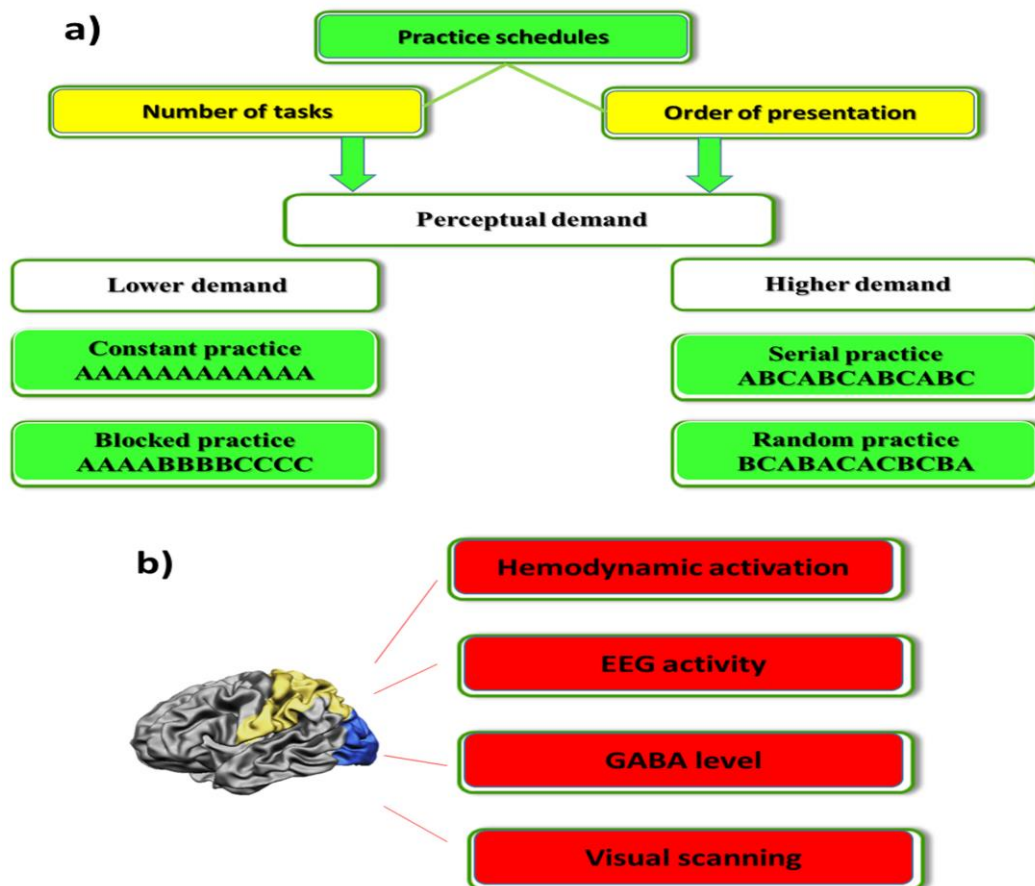 a)
Practice schedules
Number of tasks
Order of presentation
Perceptual demand
Lower demand
Higher demand
Constant practice
AAAAAAAAAAAA
Serial practice
ABCABCABCABC
Blocked practice
AAAABBBBCCCC
Random practice
BCABACACBCBA
b)
Hemodynamic activation
EEG activity
GABA level
Visual scanning